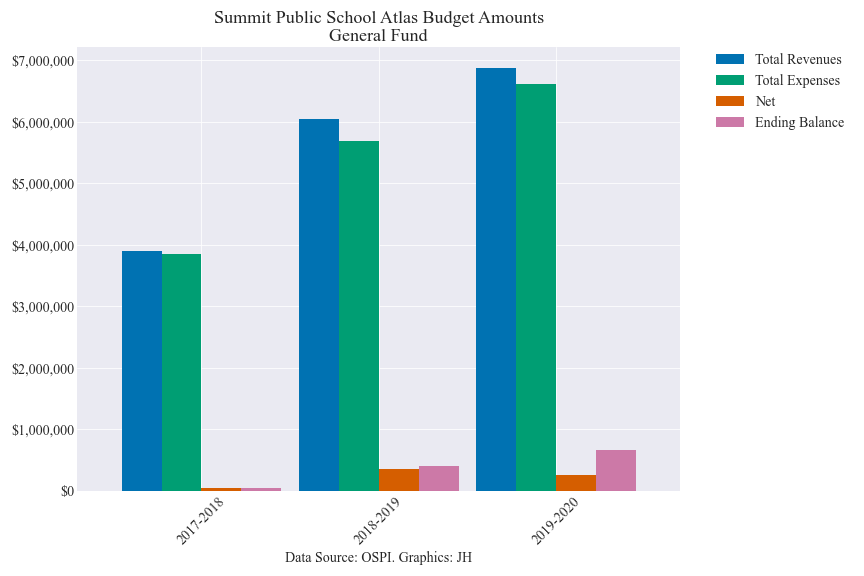 Summit Public School Atlas Budget Amounts
General Fund
$7,000,000
$6,000,000
$5,000,000
$4,000,000
$3,000,000
$2,000,000
$1,000,000
$0
Total Revenues
Total Expenses
Net
Ending Balance
2017-2018
2018-2019
2019-2020
Data Source: OSPI. Graphics: JH